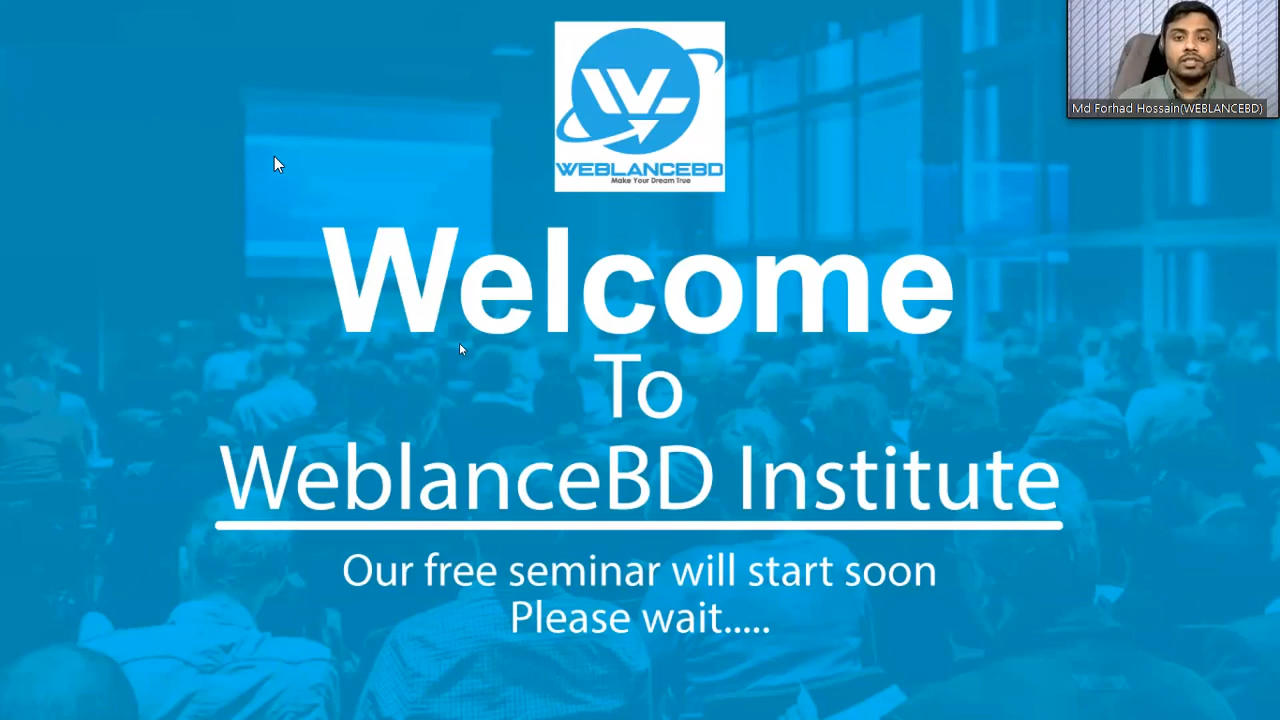 WEBLANCEBD
Make Your Dream True
Md Forhad Hossain(WEBLANCEBD)
Welcome
To
WeblanceBD Institute
Our free seminar will start soon
Please wait.....